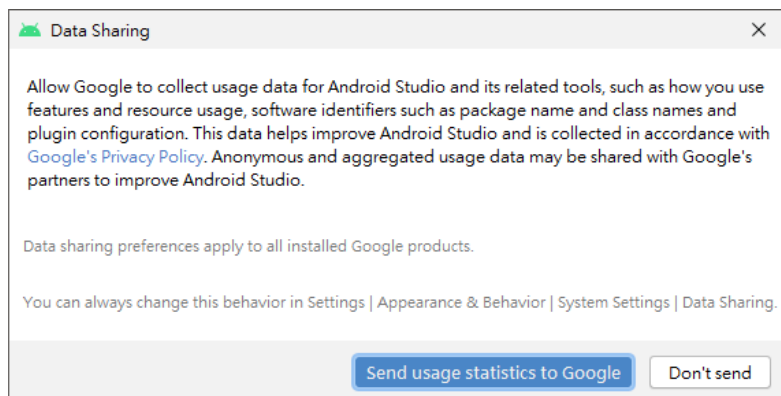 Data Sharing
Allow Google to collect usage data for Android Studio and its related tools, such as how you use
features and resource usage, software identifiers such as package name and class names and
plugin configuration. This data helps improve Android Studio and is collected in accordance with
Google's Privacy Policy. Anonymous and aggregated usage data may be shared with Google's
partners to improve Android Studio.
Data sharing preferences apply to all installed Google products.
You can always change this behavior in Settings | Appearance & Behavior | System Settings | Data Sharing.
Send usage statistics to Google
Don't send